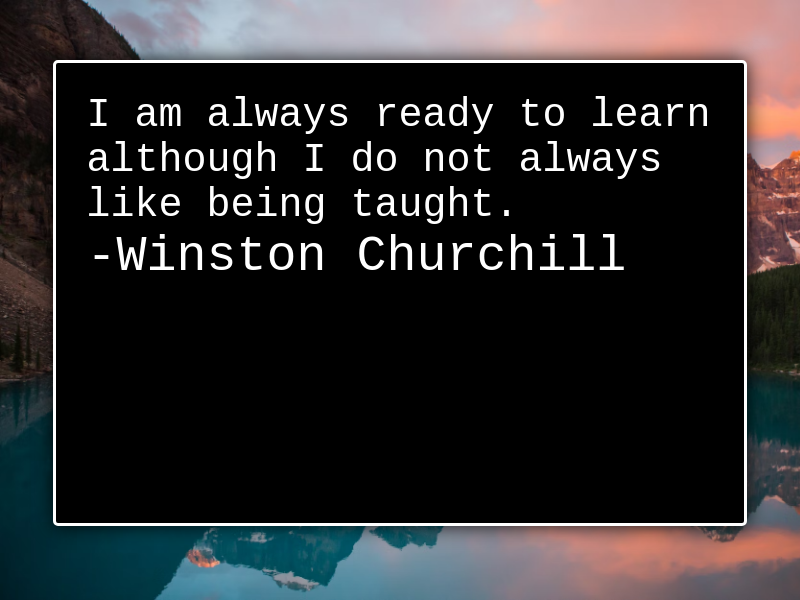 I am always ready to learn
although I do not always
like being taught.
-Winston Churchill